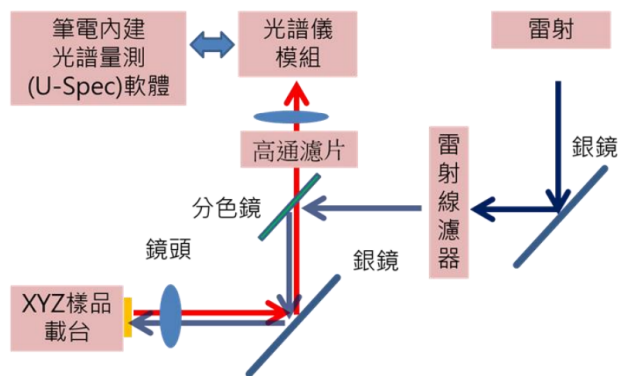 筆電內建
光譜量測
(U-Spec)軟體
光譜儀
模組
雷射
高通濾片
雷射線濾器
銀鏡
分色鏡
鏡頭
銀鏡
XYZ樣品
載台